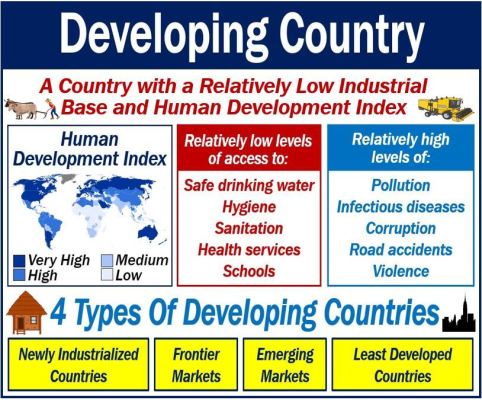 Developing Country
A Country with a Relatively Low Industrial
Base and Human Development Index
Human
Development Index
Very High
High
Medium
Low
Relatively low levels
of access to:
Safe drinking water
Hygiene
Sanitation
Health services
Schools
Relatively high
levels of:
Pollution
Infectious diseases
Corruption
Road accidents
Violence
4 Types Of Developing Countries
Newly Industrialized
Countries
Frontier
Markets
Emerging
Markets
Least Developed
Countries